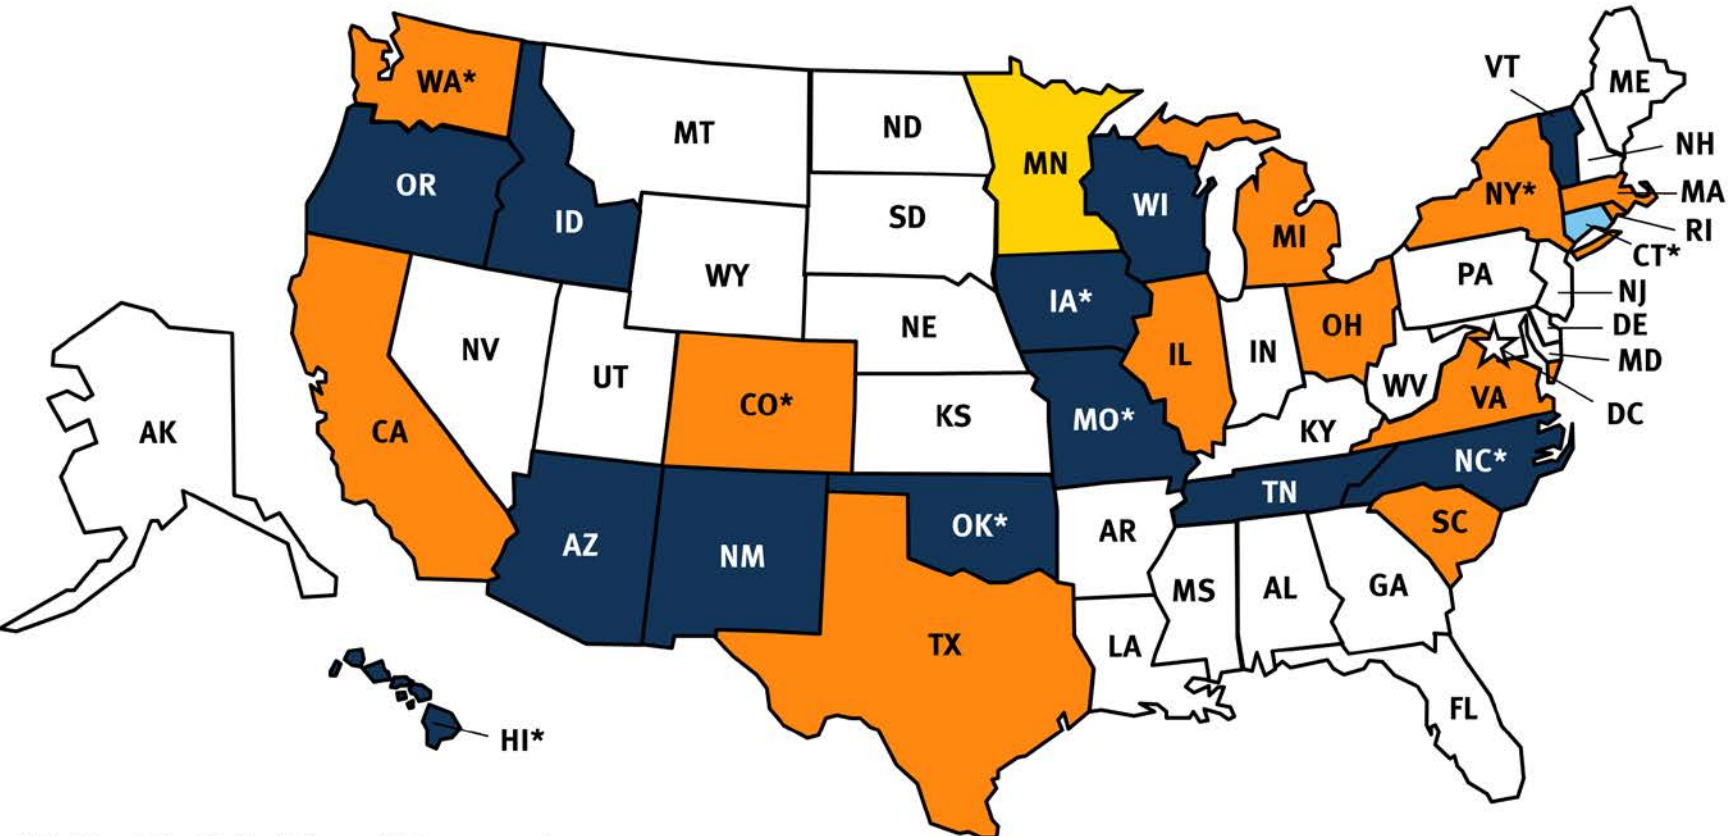 VT
ME
WA*
MT
ND
MN
NH
OR
ID
SD
WI
NY*
MA
RI
MI
CT*
WY
PA
NJ
IA*
NE
OH
DE
NV
UT
IL
IN
MD
WV
VA
DC
CO*
KS
MO*
KY
AK
CA
NC*
TN
SC
OK*
AR
AZ
NM
MS
AL
GA
TX
LA
FL
HI*